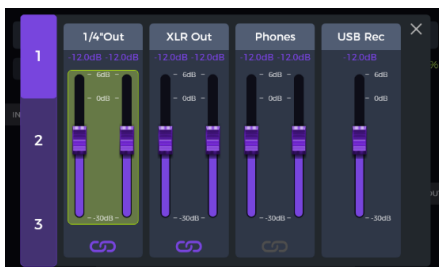 1/4"Out XLR Out Phones USB Rec
-12.0dB -12.0dB -12.0dB -12.0dB -12.0dB -12.0dB -12.0dB
1
- 6dB - - 6dB - - 6dB - - 6dB
- 0dB - - 0dB - - 0dB - - 0dB
IN
2
- -30dB - - -30dB - - -30dB - - -30dB
3